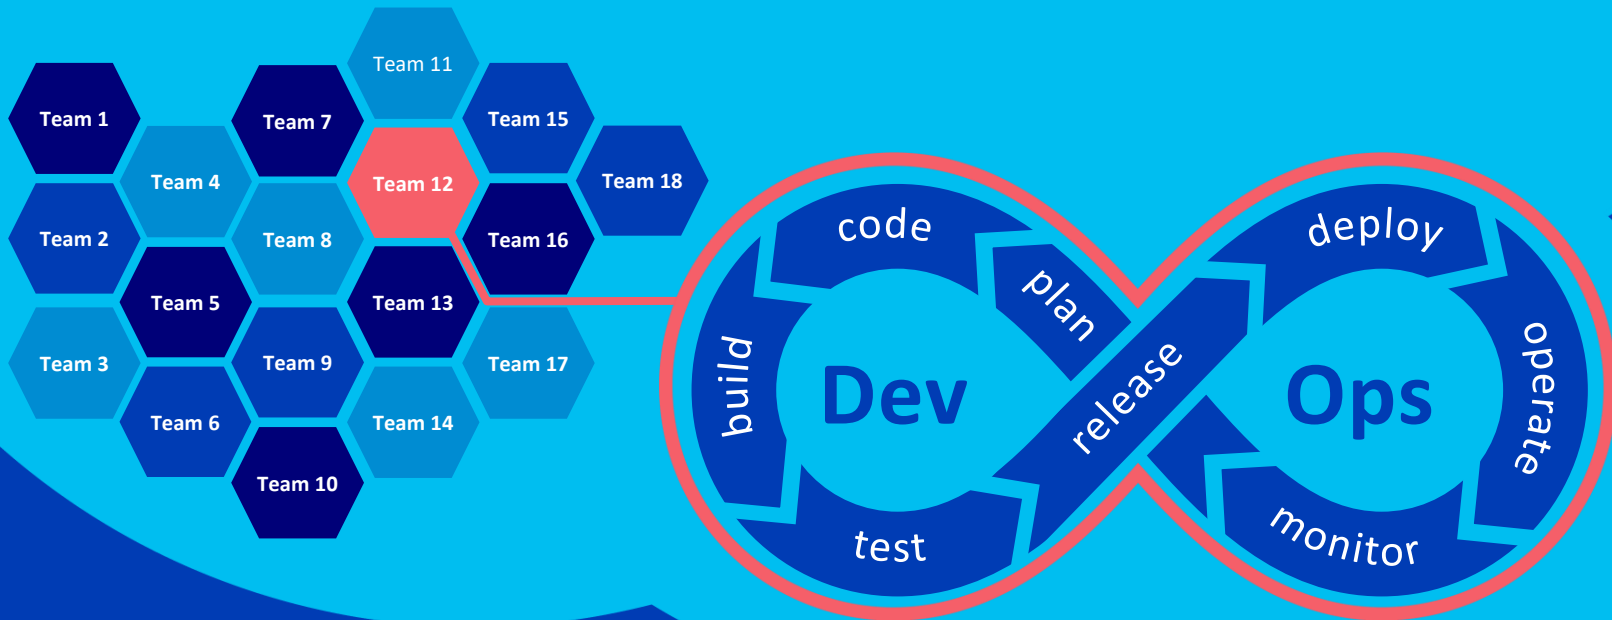 Team 1
Team 2
Team 3
Team 4
Team 5
Team 6
Team 7
Team 8
Team 9
Team 10
Team 11
Team 12
Team 13
Team 14
Team 15
Team 16
Team 17
Team 18
Dev
plan
code
build
test
release
Ops
deploy
operate
monitor